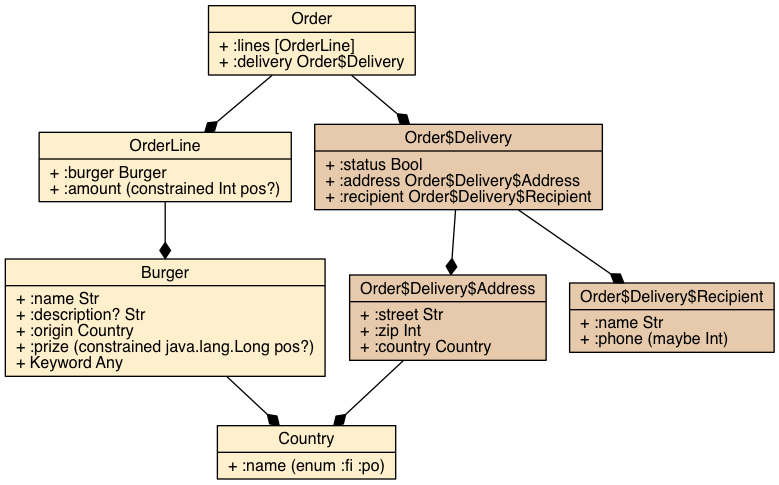 Order
+ :lines [OrderLine]
+ :delivery Order$Delivery
OrderLine
+ :burger Burger
+ :amount (constrained Int pos?)
Order$Delivery
+ :status Bool
+ :address Order$Delivery$Address
+ :recipient Order$Delivery$Recipient
Burger
+ :name Str
+ :description? Str
+ :origin Country
+ :prize (constrained java.lang.Long pos?)
+ Keyword Any
Order$Delivery$Address
+ :street Str
+ :zip Int
+ :country Country
Order$Delivery$Recipient
+ :name Str
+ :phone (maybe Int)
Country
+ :name (enum :fi :po)